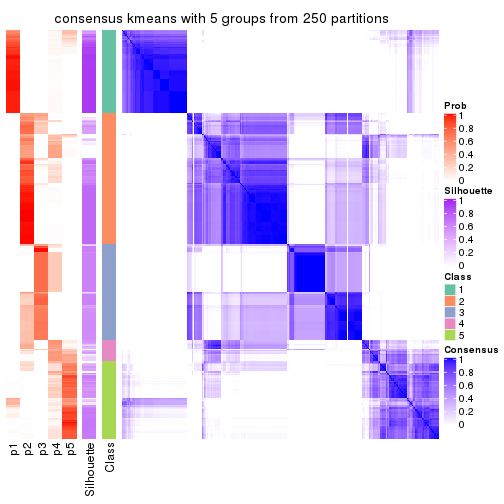 consensus kmeans with 5 groups from 250 partitions
p1
p2
p3
p4
p5
Silhouette
Class
Prob
1
0.8
0.6
0.4
0.2
0
Silhouette
1
0.8
0.6
0.4
0.2
0
Class
1
2
3
4
5
Consensus
1
0.8
0.6
0.4
0.2
0